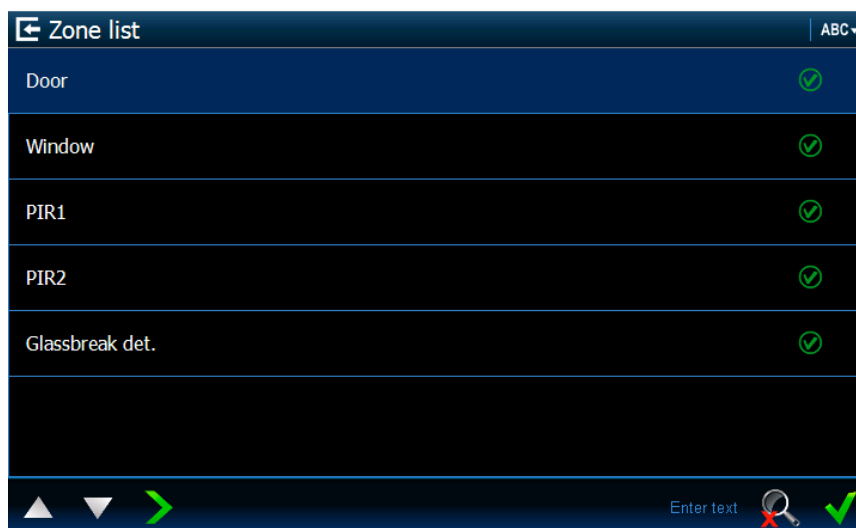 Zone list
ABC
Door
Window
PIR1
PIR2
Glassbreak det.
Enter text